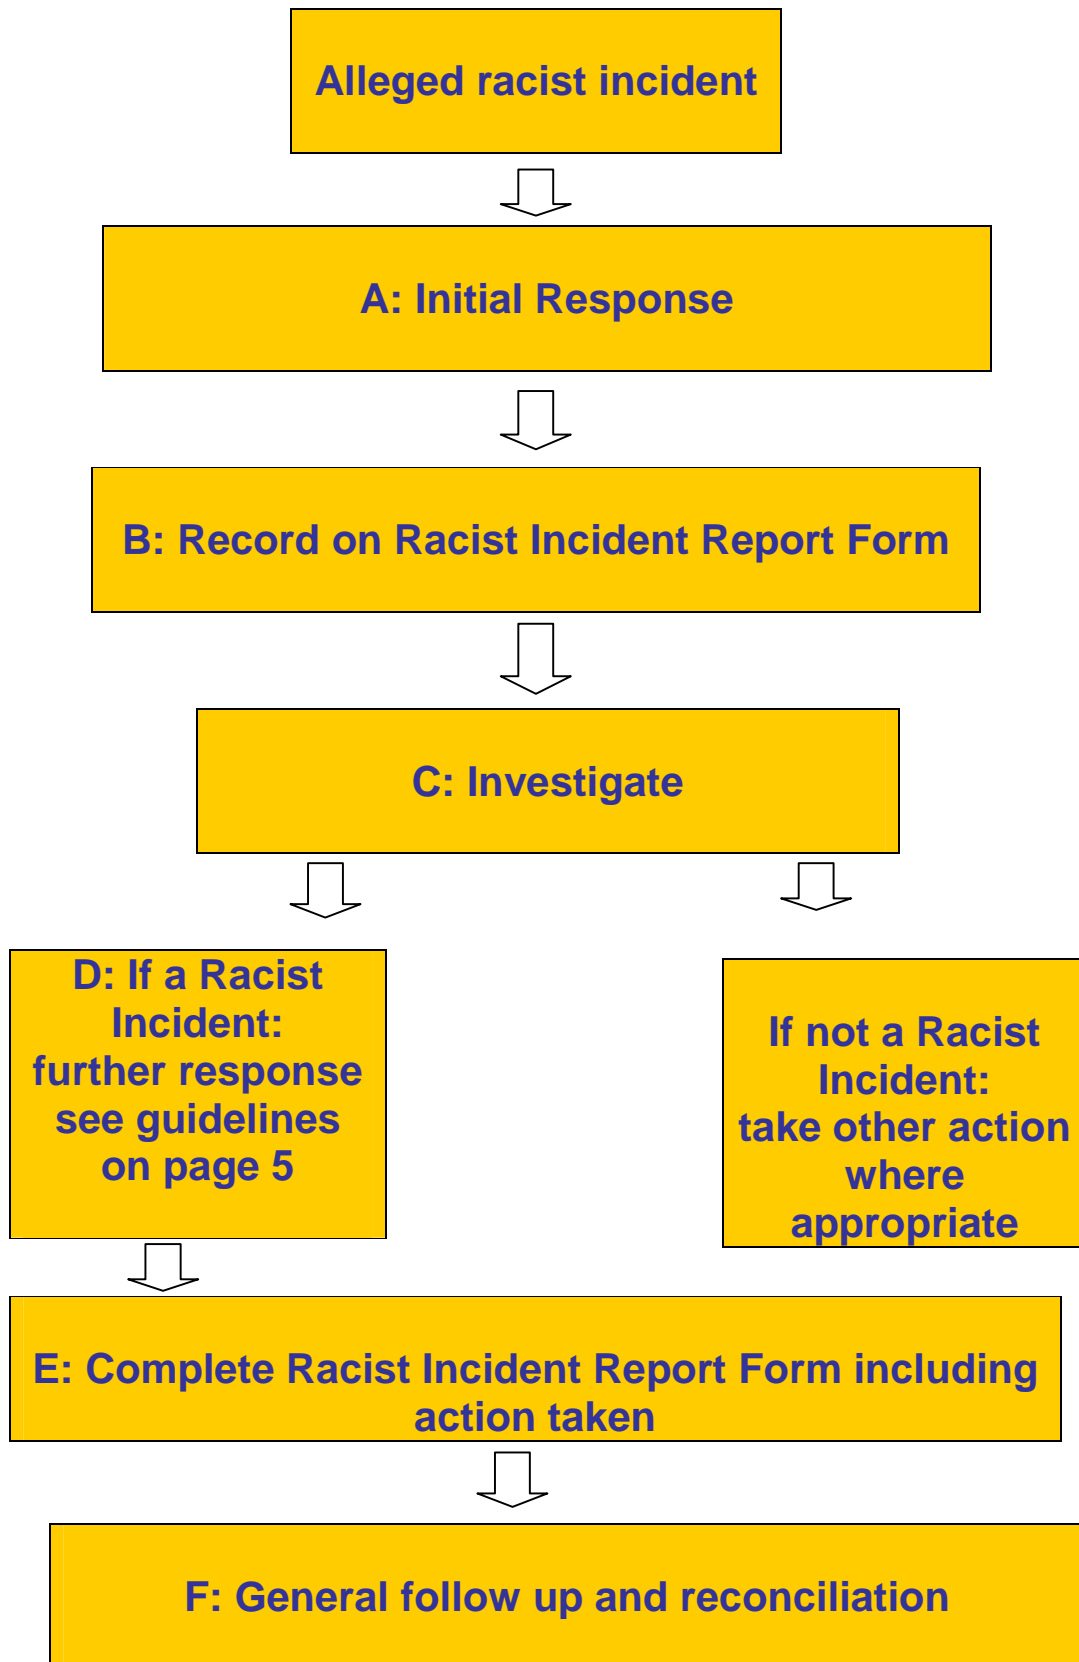 Alleged racist incident
A: Initial Response
B: Record on Racist Incident Report Form
C: Investigate
D: If a Racist
Incident:
further response
see guidelines
on page 5
If not a Racist
Incident:
take other action
where
appropriate
E: Complete Racist Incident Report Form including
action taken
F: General follow up and reconciliation